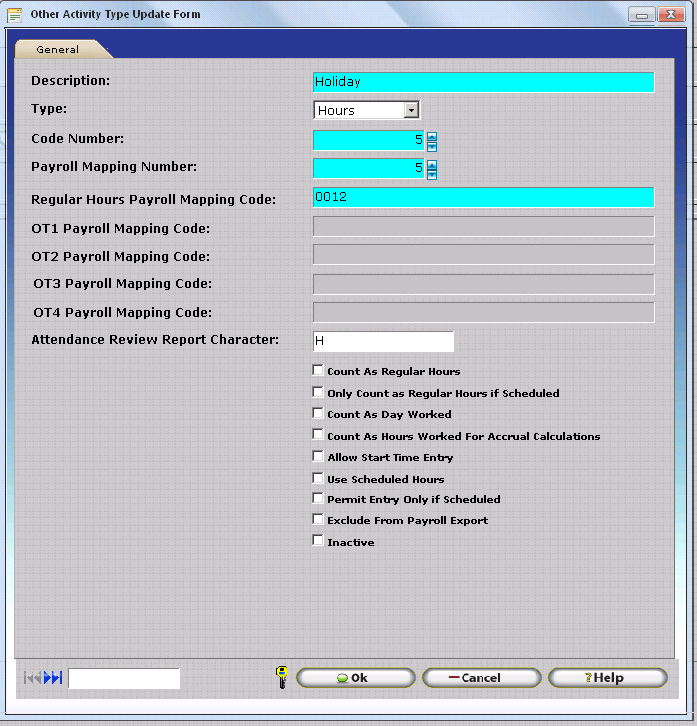 Other Activity Type Update Form
General
Description: Holiday
Type: Hours
Code Number: 5
Payroll Mapping Number: 5
Regular Hours Payroll Mapping Code: 0012
OT1 Payroll Mapping Code:
OT2 Payroll Mapping Code:
OT3 Payroll Mapping Code:
OT4 Payroll Mapping Code:
Attendance Review Report Character: H
Count As Regular Hours
Only Count as Regular Hours if Scheduled
Count As Day Worked
Count As Hours Worked For Accrual Calculations
Allow Start Time Entry
Use Scheduled Hours
Permit Entry Only if Scheduled
Exclude From Payroll Export
Inactive
Ok Cancel ?Help